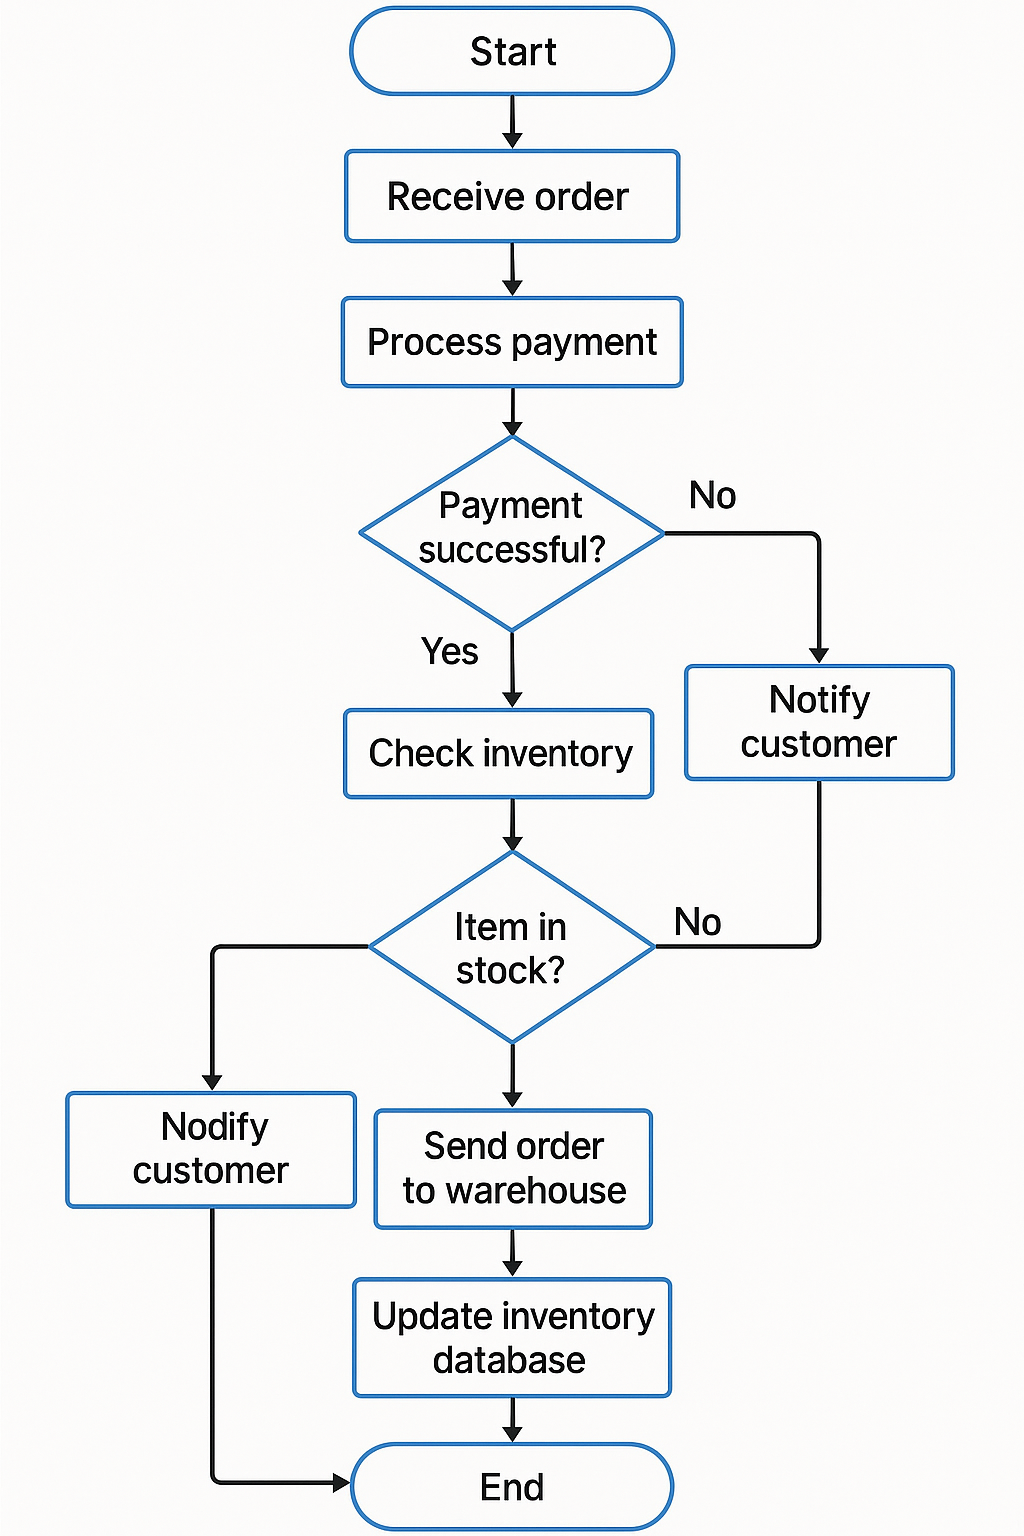 Start
Receive order
Process payment
Payment
successful?
No
Yes
Notify
customer
Check inventory
Item in
stock?
No
Nodify
customer
Send order
to warehouse
Update inventory
database
End